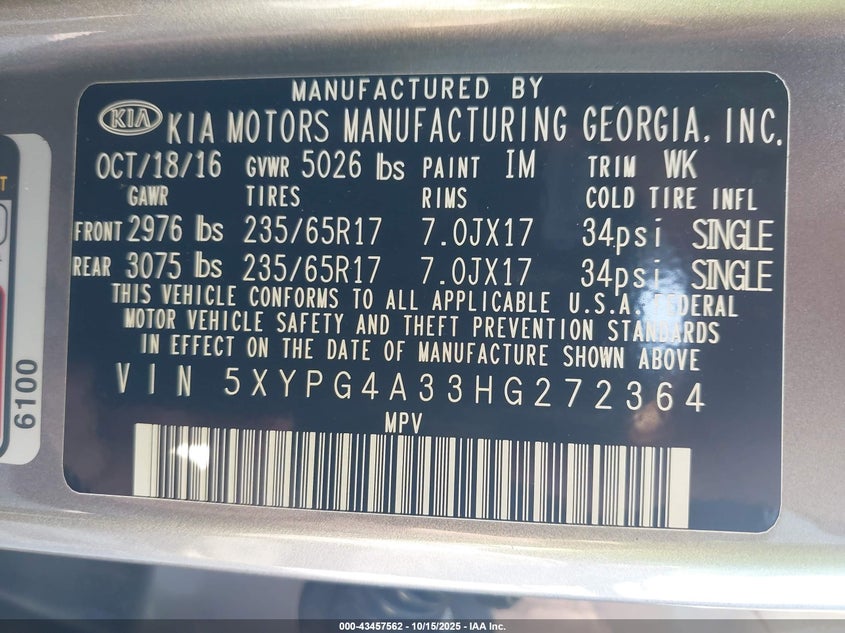 MANUFACTURED BY
KIA KIA MOTORS MANUFACTURING GEORGIA, INC.
OCT/18/16 GVWR 5026 lbs PAINT IM TRIM WK
GAWR TIRES RIMS COLD TIRE INFL
FRONT 2976 lbs 235/65R17 7.0JX17 34psi SINGLE
REAR 3075 lbs 235/65R17 7.0JX17 34psi SINGLE
THIS VEHICLE CONFORMS TO ALL APPLICABLE U.S.A. FEDERAL
MOTOR VEHICLE SAFETY AND THEFT PREVENTION STANDARDS
IN EFFECT ON THE DATE OF MANUFACTURE SHOWN ABOVE
VIN 5XYPG4A33HG272364
MPV
6100
000-43457562 - 10/15/2025 - IAA Inc.